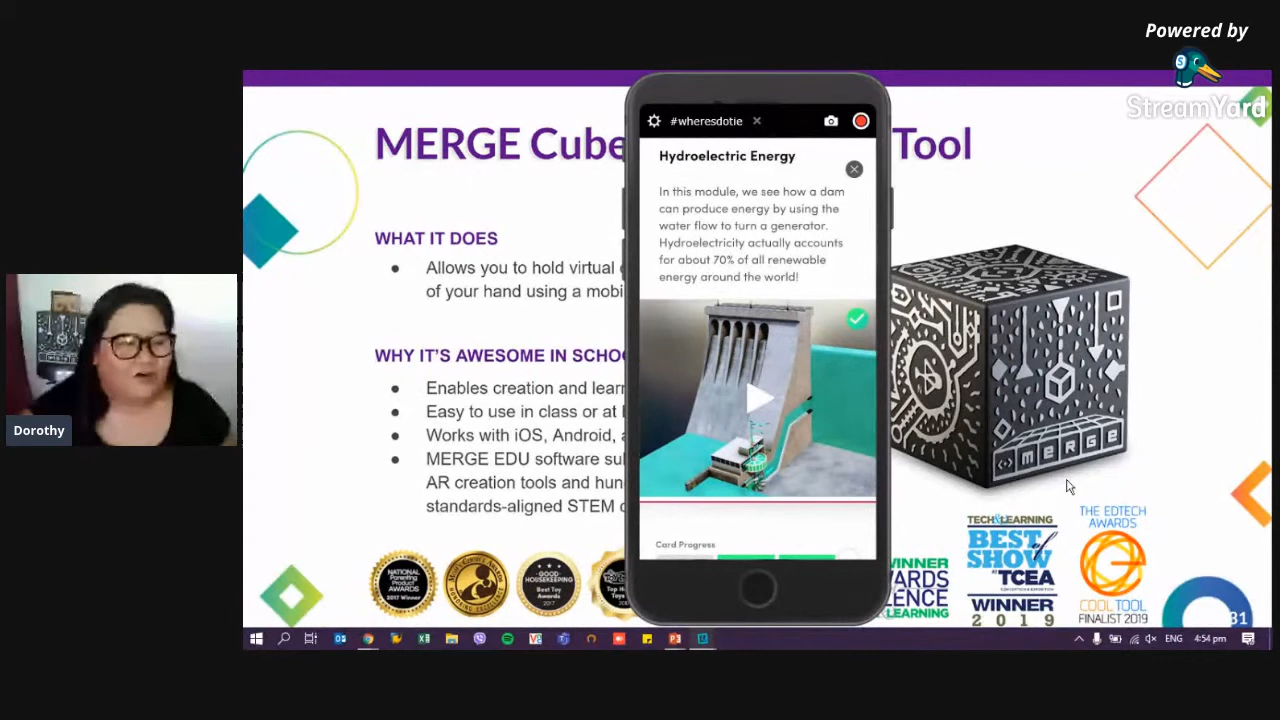 Powered by
StreamYard
MERGE Cube
Tool
WHAT IT DOES
Allows you to hold virtual
of your hand using a mobi
WHY IT'S AWESOME IN SCHOO
Enables creation and learn
Easy to use in class or at
Works with iOS, Android,
MERGE EDU software su
AR creation tools and hun
standards-aligned STEM
#wheresdotie
Hydroelectric Energy
In this module, we see how a dam
can produce energy by using the
water flow to turn a generator.
Hydroelectricity actually accounts
for about 70% of all renewable
energy around the world!
Card Progress
merge
Dorothy
NATIONAL
Parenting
Product
AWARDS
2017 Winner
GOOD
HOUSEKEEPING
Best Toy
Awards
2017
WINNER
LEARNING
TECH&LEARNING
BEST
of
SHOW
TCEA
WINNER
2019
THE EDTECH
AWARDS
COOL TOOL
FINALIST 2019
31
ENG
4:54 pm